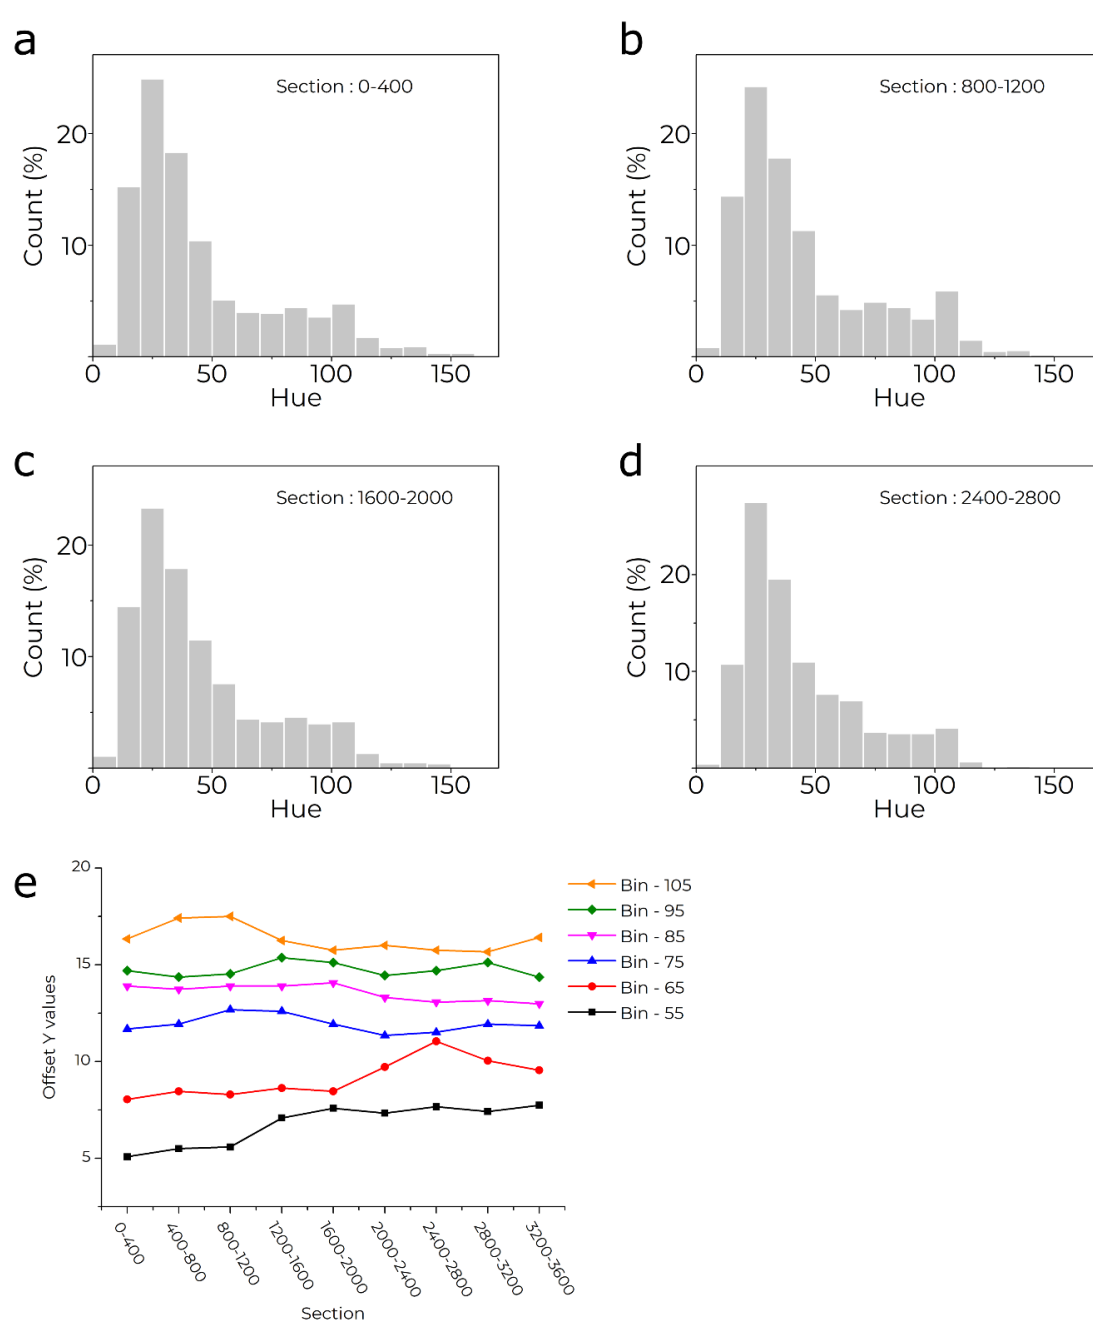 a
Section : 0-400
20
10
Count (%)
0 50 100 150
Hue
b
Section : 800-1200
20
10
Count (%)
0 50 100 150
Hue
c
Section : 1600-2000
20
10
Count (%)
0 50 100 150
Hue
d
Section : 2400-2800
20
10
Count (%)
0 50 100 150
Hue
e
20
15
10
5
Offset Y values
0-400 400-800 800-1200 1200-1600 1600-2000 2000-2400 2400-2800 2800-3200 3200-3600
Section
Bin - 105
Bin - 95
Bin - 85
Bin - 75
Bin - 65
Bin - 55